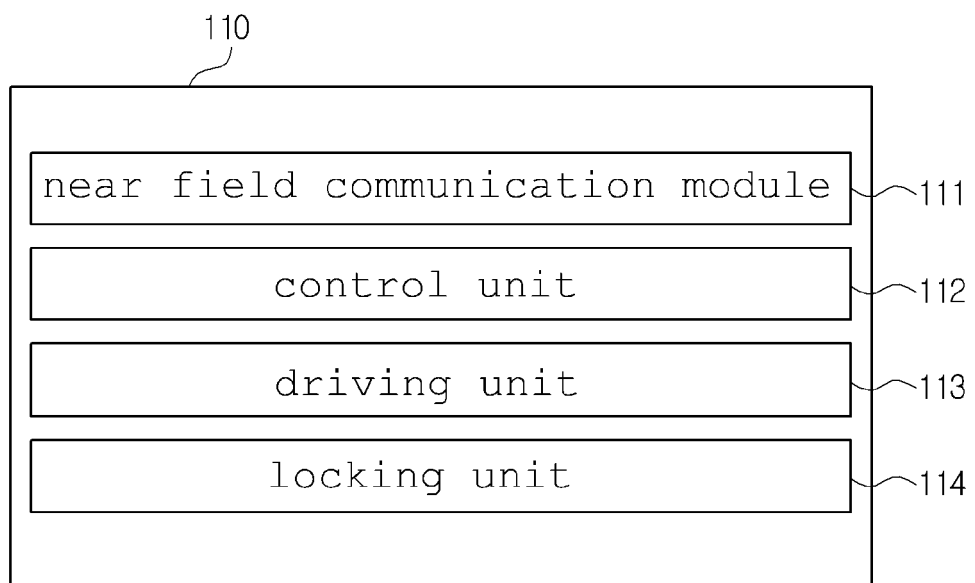 110
near field communication module 111
control unit 112
driving unit 113
locking unit 114